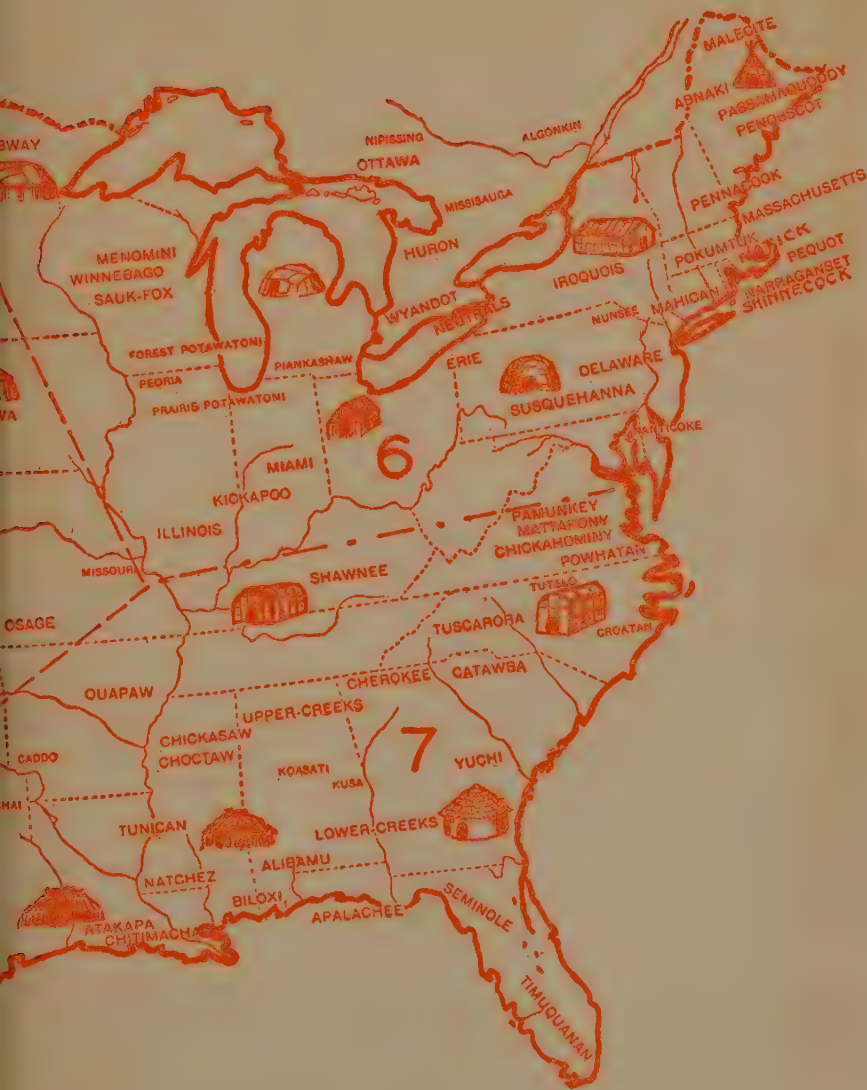 MALECITE
ABNAKI
PASSAMAQUODDY
PENOBSCOT
BWAY
NIPISSING
ALGONKIN
OTTAWA
MISSISAUGA
PENNACOOK
MASSACHUSETTS
MENOMINI
WINNEBAGO
SAUK-FOX
HURON
IROQUOIS
POKUMTUK
PEQUOT
NARRAGANSET
SHINNECOCK
MAHICAN
MUNSEE
WYANDOT
NEUTRALS
FOREST POTAWATOMI
PIANKASHAW
ERIE
DELAWARE
PEORIA
PRAIRIE POTAWATOMI
SUSQUEHANNA
WA
NANTICOKE
6
MIAMI
KICKAPOO
ILLINOIS
PAMUNKEY
MATTAPONY
CHICKAHOMINY
POWHATAN
MISSOURI
SHAWNEE
TUTELO
OSAGE
TUSCARORA
CROATAN
QUAPAW
CHEROKEE
CATAWBA
UPPER-CREEKS
CHICKASAW
CHOCTAW
7
YUCHI
CADDO
KOASATI
KUSA
HAI
TUNICAN
LOWER-CREEKS
ALIBAMU
NATCHEZ
BILOXI
APALACHEE
SEMINOLE
ATAKAPA
CHITIMACHA
TIMUQUANAN